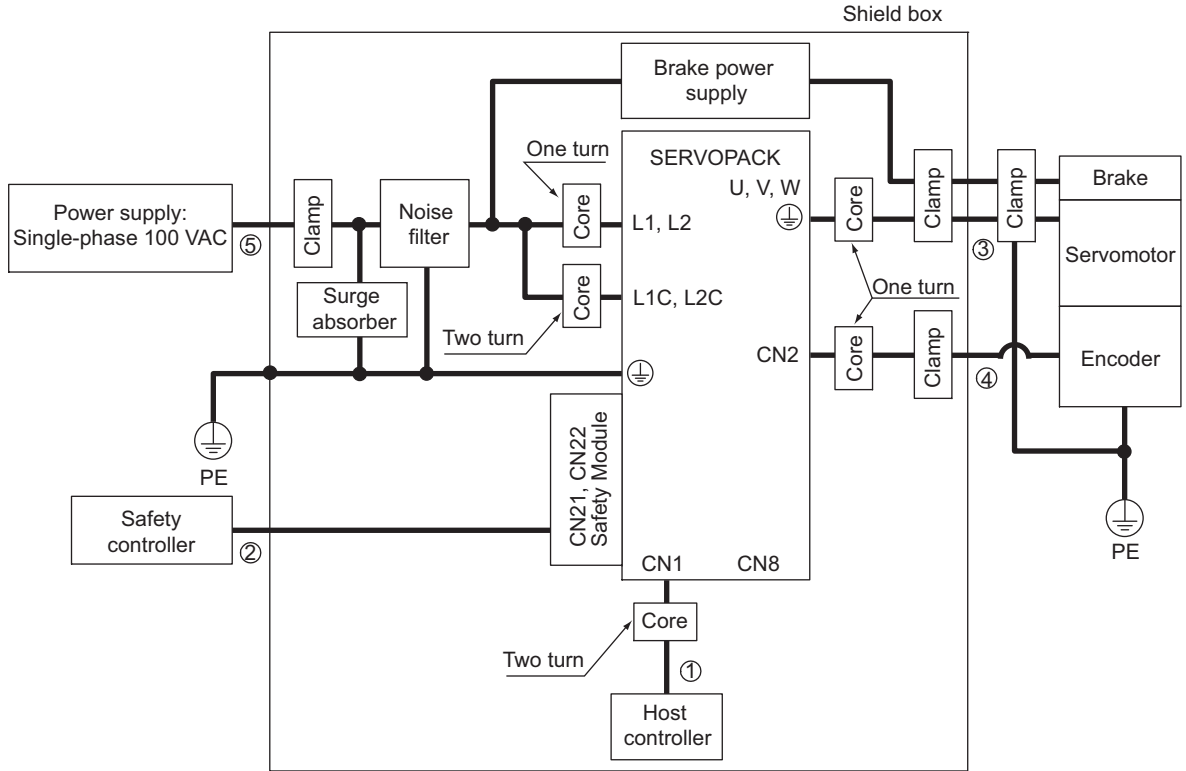 Shield box
Brake power
supply
One turn
SERVOPACK
U, V, W
Brake
Power supply:
Single-phase 100 VAC
⑤
Clamp
Noise
filter
Core
L1, L2
Core
Clamp
Clamp
③
Servomotor
Surge
absorber
Core
L1C, L2C
Two turn
One turn
CN2
Core
Clamp
④
Encoder
PE
CN21, CN22
Safety Module
Safety
controller
②
PE
CN1
CN8
Core
Two turn
①
Host
controller